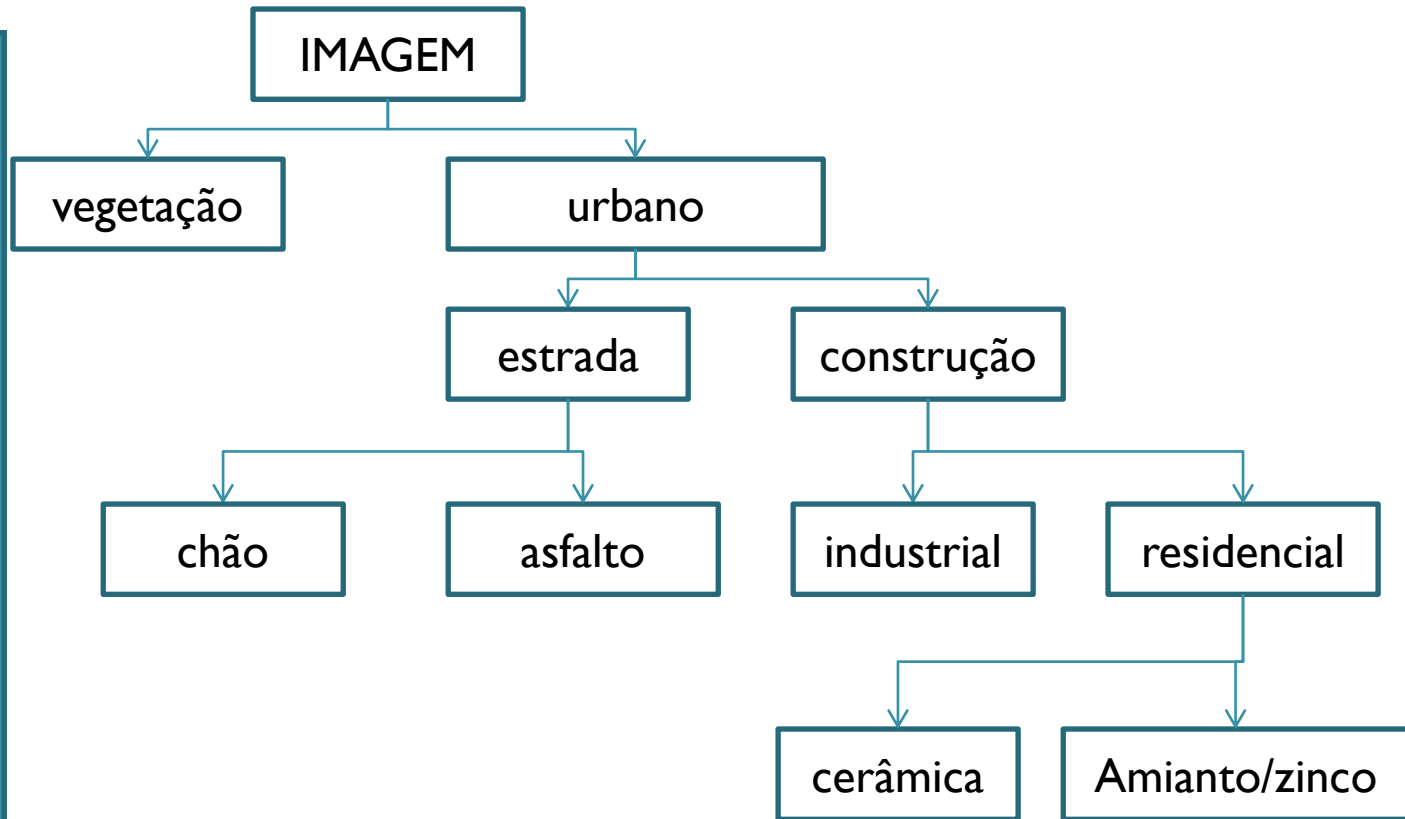 IMAGEM
vegetação
urbano
estrada
construção
chão
asfalto
industrial
residencial
cerâmica
Amianto/zinco